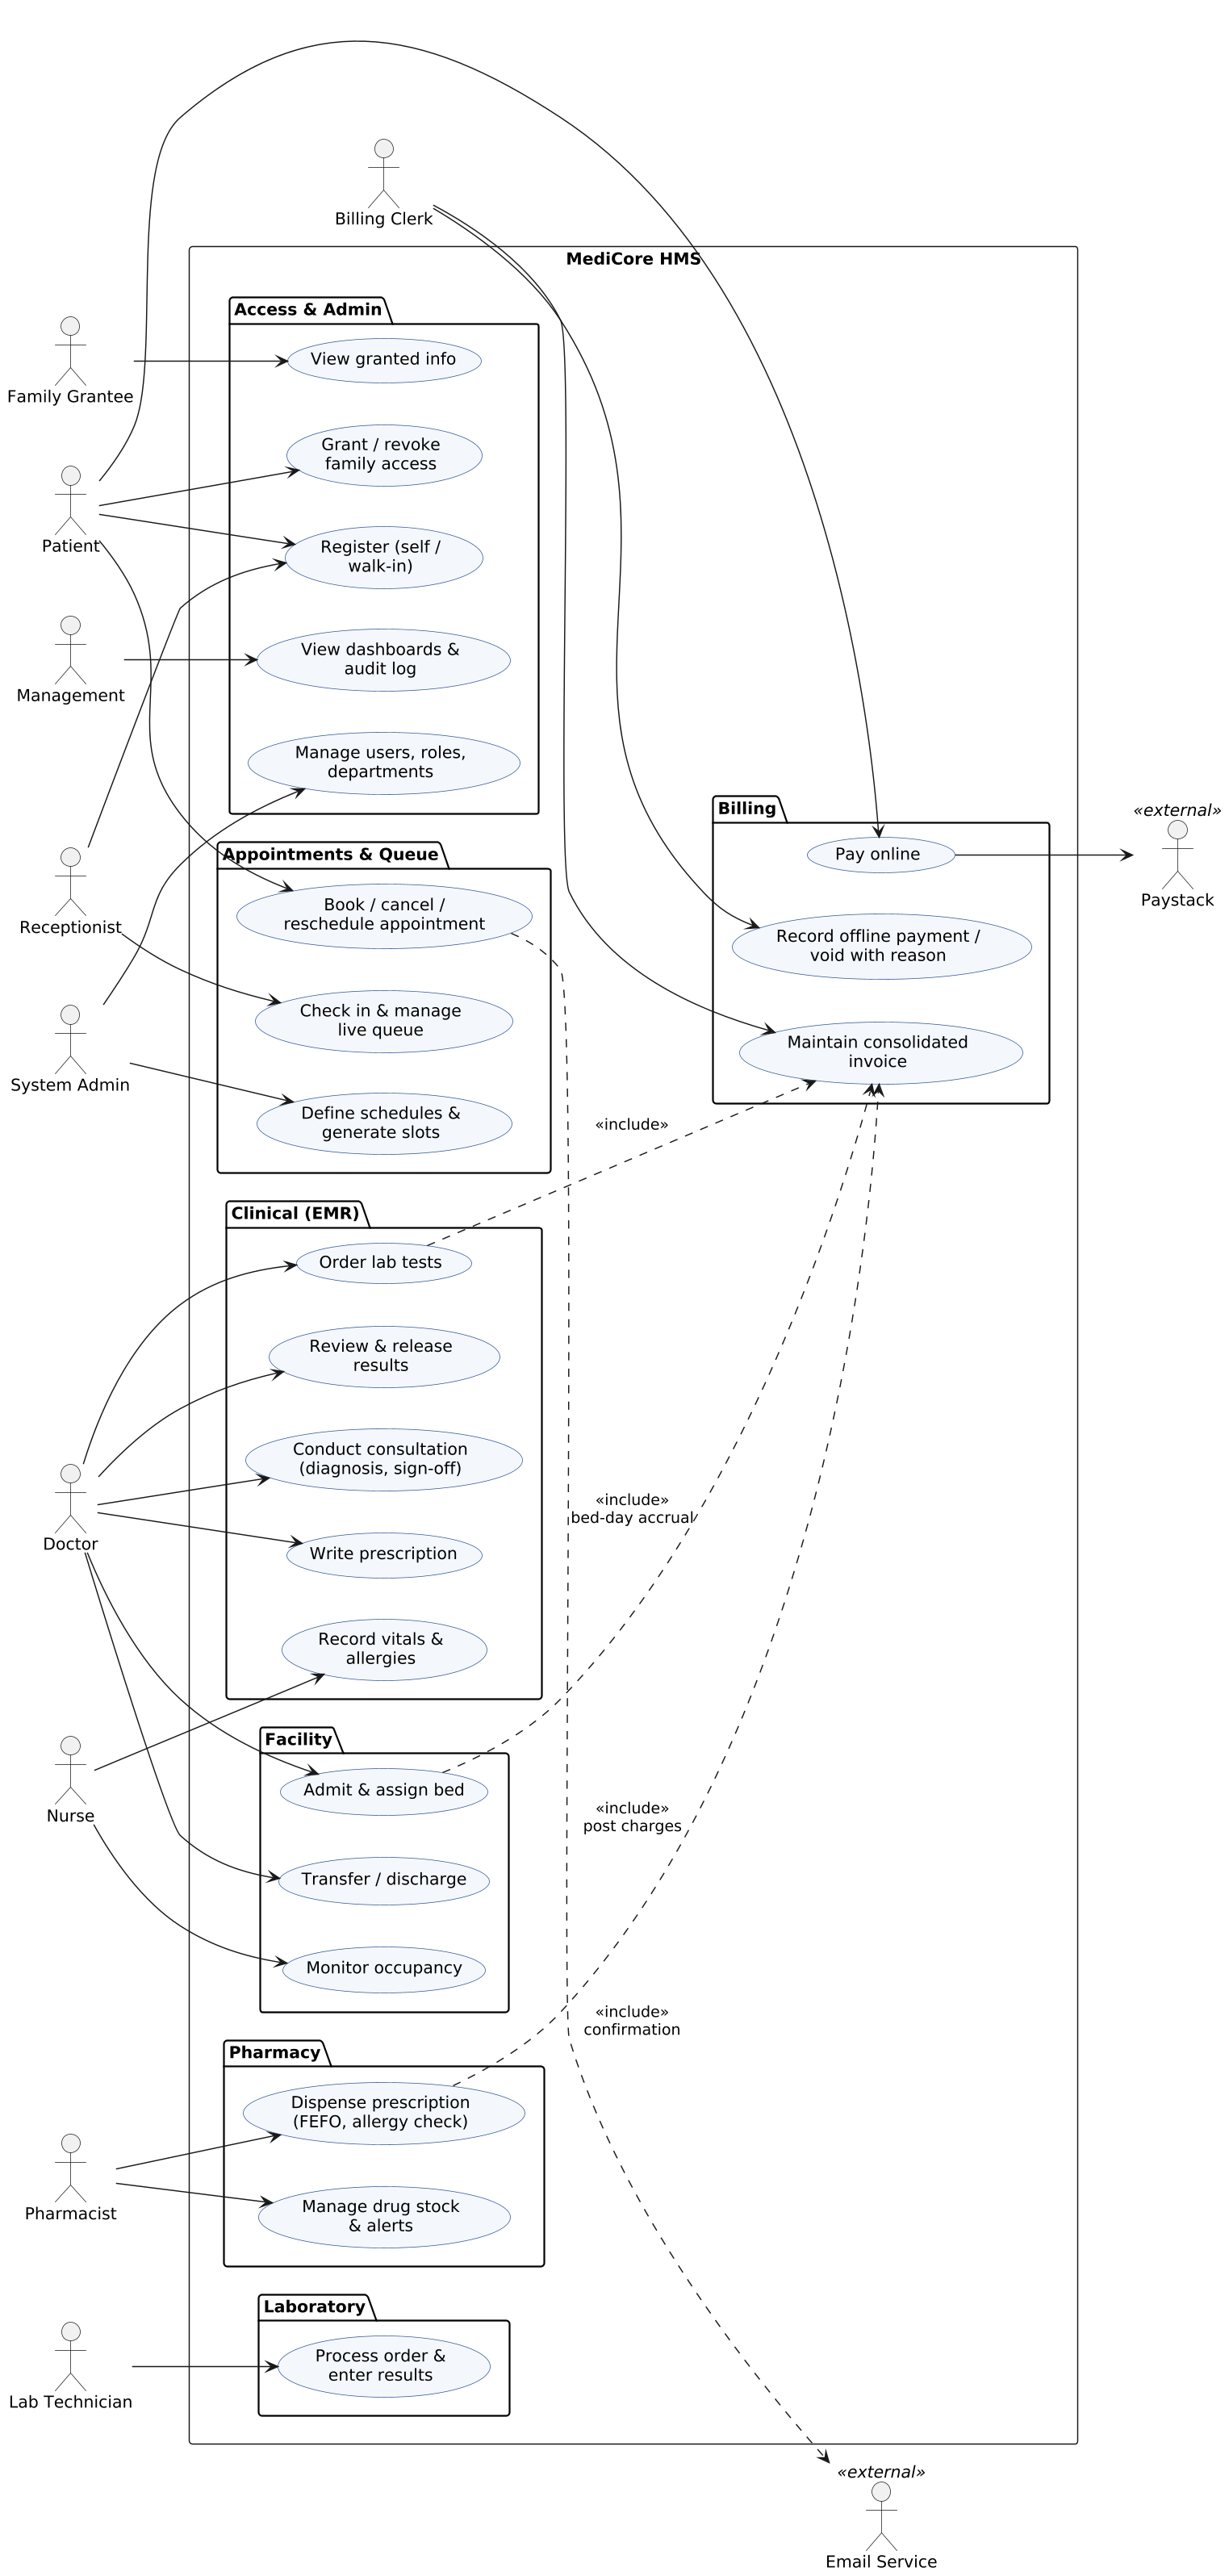 Billing Clerk
MediCore HMS
Access & Admin
View granted info
Family Grantee
Grant / revoke
family access
Patient
Register (self /
walk-in)
View dashboards &
audit log
Management
Manage users, roles,
departments
Billing
«external»
Paystack
Pay online
Appointments & Queue
Receptionist
Book / cancel /
reschedule appointment
Record offline payment /
void with reason
Check in & manage
live queue
Maintain consolidated
invoice
System Admin
Define schedules &
generate slots
«include»
Clinical (EMR)
Order lab tests
Review & release
results
Conduct consultation
(diagnosis, sign-off)
Doctor
«include»
bed-day accrual
Write prescription
Record vitals &
allergies
Facility
Admit & assign bed
Nurse
«include»
post charges
Transfer / discharge
Monitor occupancy
«include»
confirmation
Pharmacy
Dispense prescription
(FEFO, allergy check)
Pharmacist
Manage drug stock
& alerts
Laboratory
Process order &
enter results
Lab Technician
«external»
Email Service